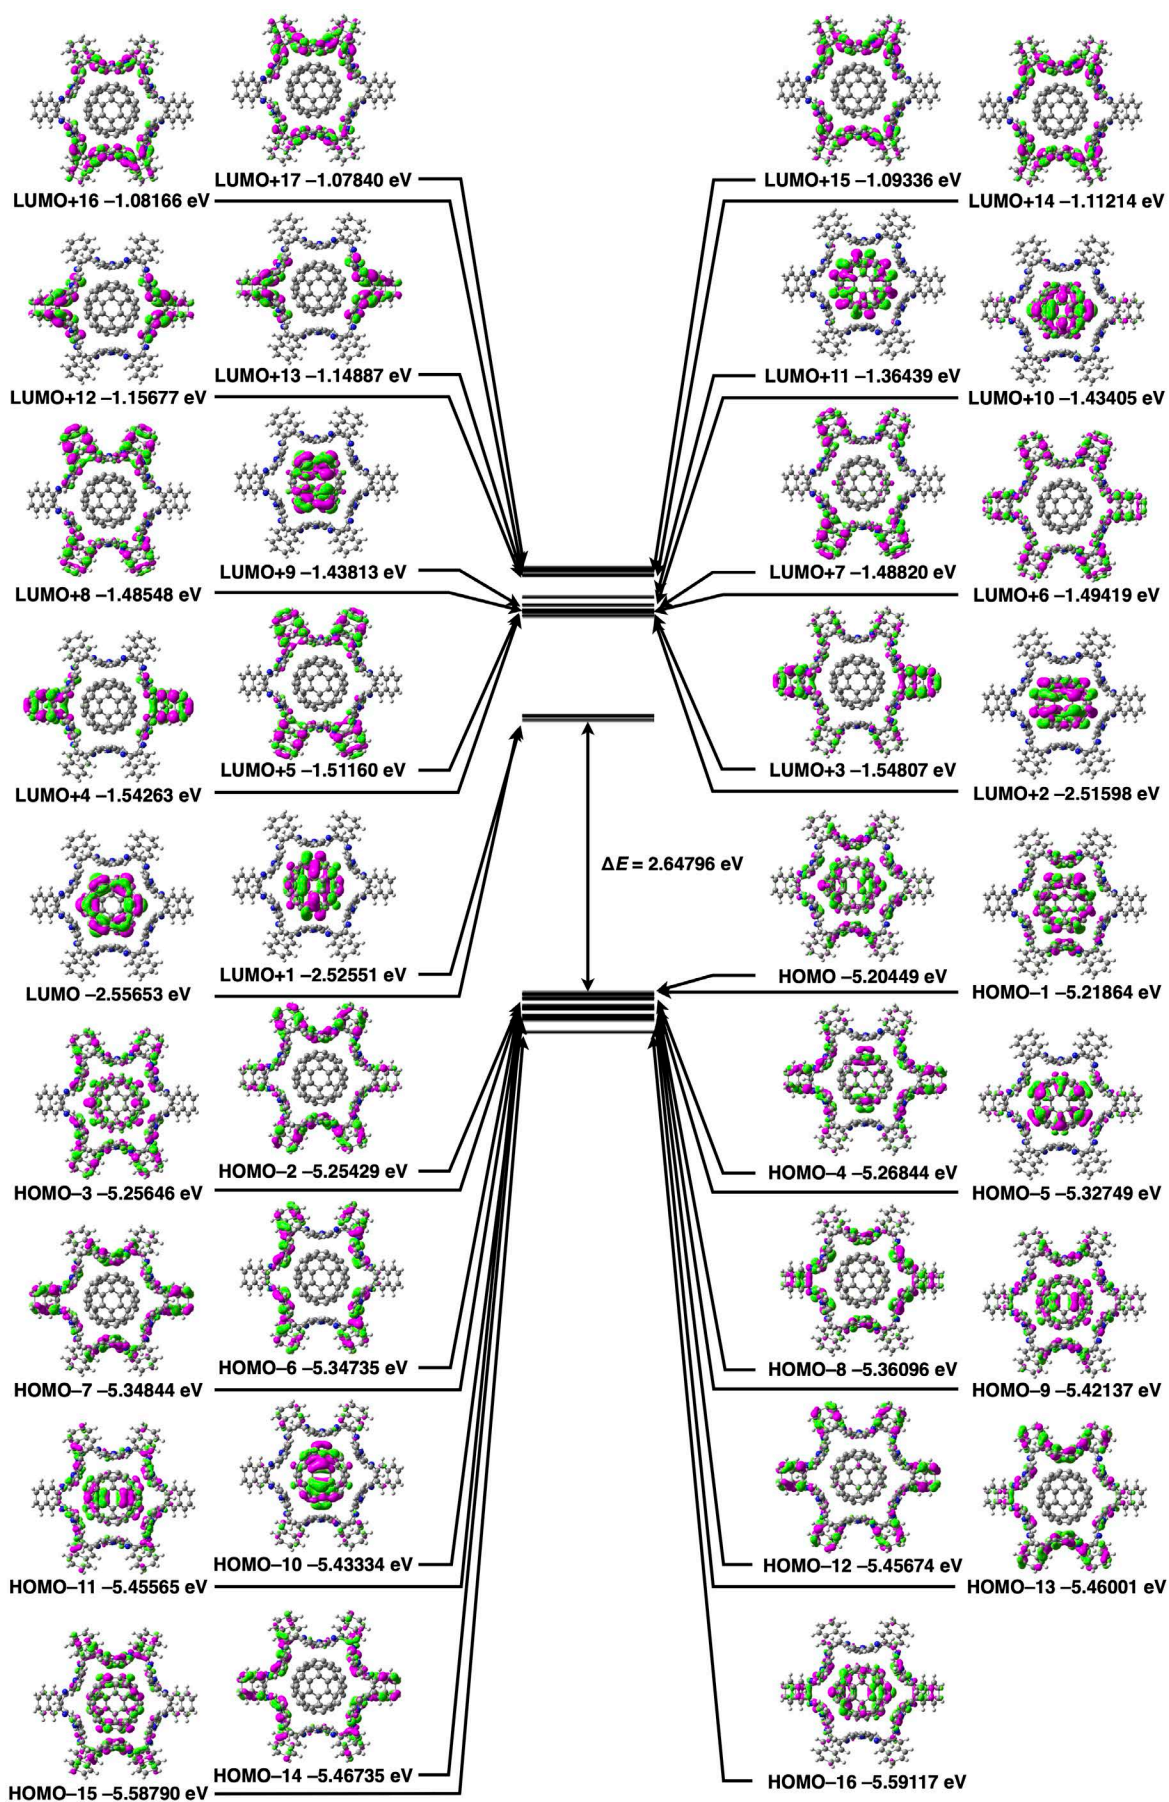 LUMO+17 –1.07840 eV
LUMO+16 –1.08166 eV
LUMO+15 –1.09336 eV
LUMO+14 –1.11214 eV
LUMO+13 –1.14887 eV
LUMO+12 –1.15677 eV
LUMO+11 –1.36439 eV
LUMO+10 –1.43405 eV
LUMO+9 –1.43813 eV
LUMO+8 –1.48548 eV
LUMO+7 –1.48820 eV
LUMO+6 –1.49419 eV
LUMO+5 –1.51160 eV
LUMO+4 –1.54263 eV
LUMO+3 –1.54807 eV
LUMO+2 –2.51598 eV
ΔE = 2.64796 eV
LUMO+1 –2.52551 eV
LUMO –2.55653 eV
HOMO –5.20449 eV
HOMO–1 –5.21864 eV
HOMO–2 –5.25429 eV
HOMO–3 –5.25646 eV
HOMO–4 –5.26844 eV
HOMO–5 –5.32749 eV
HOMO–6 –5.34735 eV
HOMO–7 –5.34844 eV
HOMO–8 –5.36096 eV
HOMO–9 –5.42137 eV
HOMO–10 –5.43334 eV
HOMO–11 –5.45565 eV
HOMO–12 –5.45674 eV
HOMO–13 –5.46001 eV
HOMO–14 –5.46735 eV
HOMO–15 –5.58790 eV
HOMO–16 –5.59117 eV